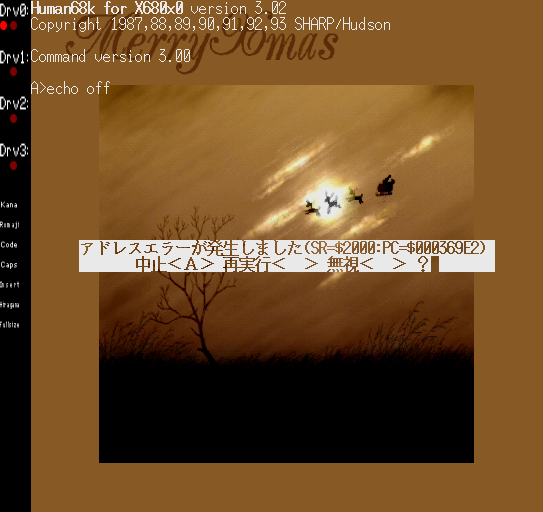 Drv0:
Drv1:
Drv2:
Drv3:
Kana
Romaji
Code
Caps
Insert
Hiragana
Fullsize
Merry Xmas
Human68k for X680x0 version 3.02
Copyright 1987,88,89,90,91,92,93 SHARP/Hudson
Command version 3.00
A>echo off
アドレスエラーが発生しました(SR=$2000:PC=$000369E2)
中止＜Ａ＞ 再実行＜　＞ 無視＜　＞ ？